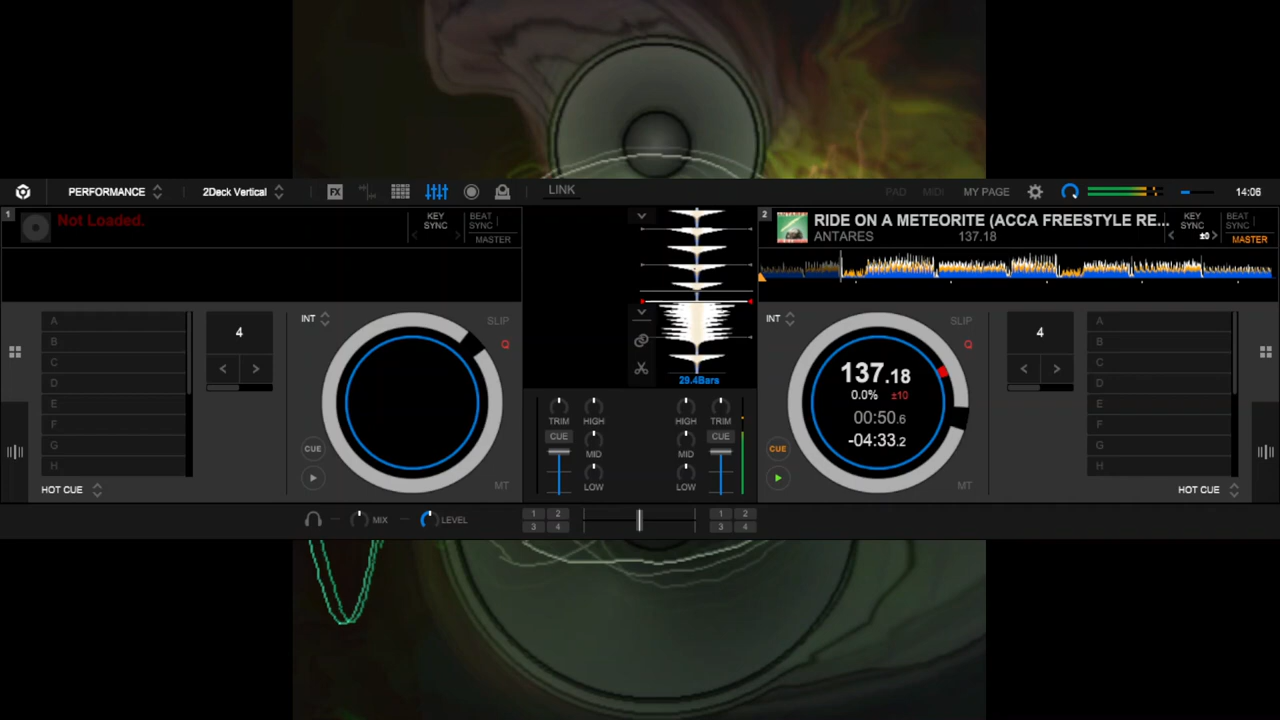 PERFORMANCE
2Deck Vertical
FX
LINK
PAD
MIDI
MY PAGE
14:06
1
Not Loaded.
KEY SYNC
BEAT SYNC
MASTER
2
RIDE ON A METEORITE (ACCA FREESTYLE RE...
ANTARES
137.18
KEY SYNC
±0
BEAT SYNC
MASTER
A
B
C
D
E
F
G
H
HOT CUE
4
INT
SLIP
Q
CUE
MT
29.4Bars
TRIM
HIGH
CUE
MID
LOW
HIGH
TRIM
CUE
MID
LOW
INT
SLIP
Q
137.18
0.0% ±10
00:50.6
-04:33.2
CUE
MT
4
A
B
C
D
E
F
G
H
HOT CUE
MIX
LEVEL
1 2
3 4
1 2
3 4